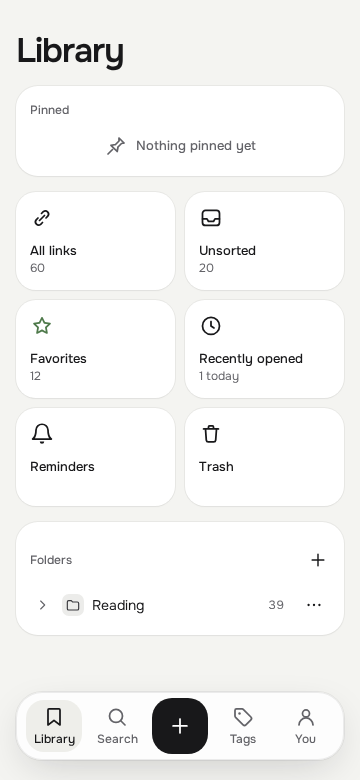 Library
Pinned
Nothing pinned yet
All links
60
Unsorted
20
Favorites
12
Recently opened
1 today
Reminders
Trash
Folders
Reading
39
Library
Search
Tags
You